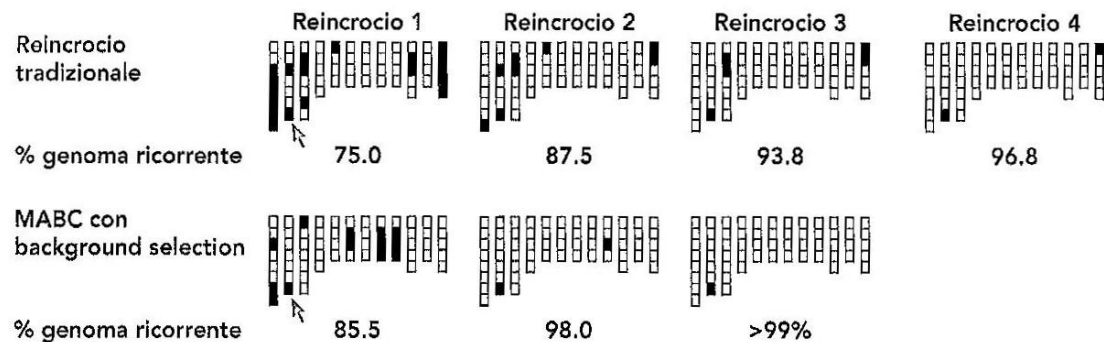 Reincrocio 1 Reincrocio 2 Reincrocio 3 Reincrocio 4
Reincrocio
tradizionale
% genoma ricorrente 75.0 87.5 93.8 96.8
MABC con
background selection
% genoma ricorrente 85.5 98.0 >99%